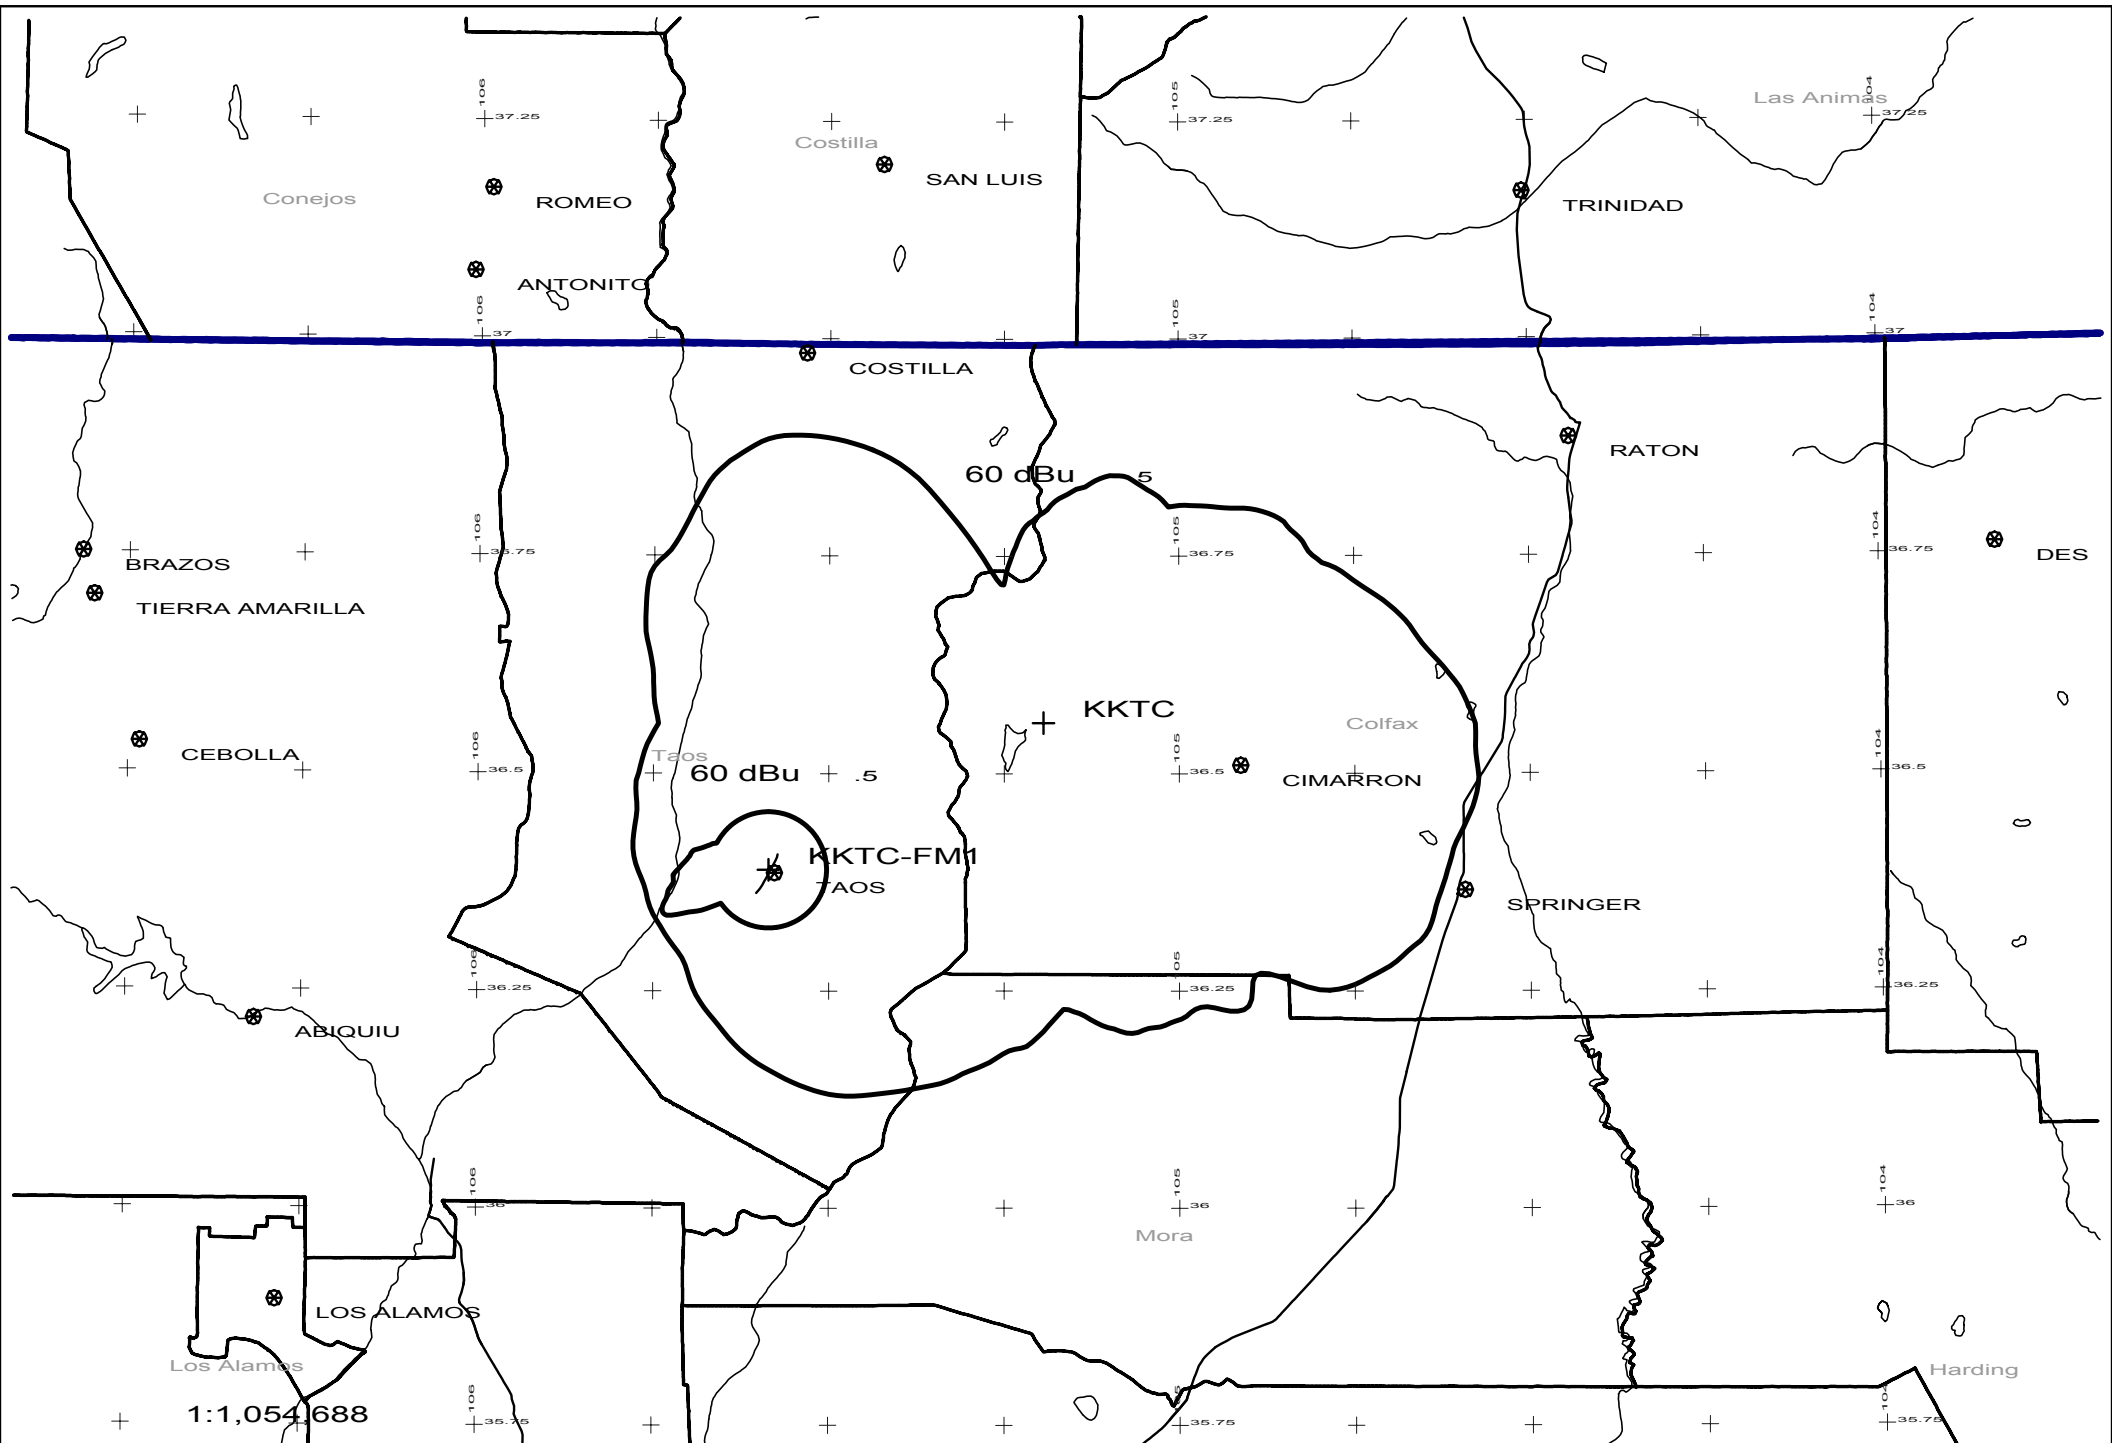 106
105
104
37.25
37.25
37.25
Las Animas
Costilla
SAN LUIS
Conejos
ROMEO
TRINIDAD
ANTONITO
106
105
104
37
37
37
COSTILLA
RATON
60 dBu
.5
106
105
104
36.75
36.75
36.75
DES
BRAZOS
TIERRA AMARILLA
KKTC
Colfax
CEBOLLA
Taos
106
105
104
36.5
36.5
36.5
60 dBu
.5
CIMARRON
KKTC-FM1
TAOS
SPRINGER
106
105
104
36.25
36.25
36.25
ABIQUIU
106
105
104
36
36
36
Mora
LOS ALAMOS
Los Alamos
Harding
106
104
35.75
35.75
35.75
1:1,054,688